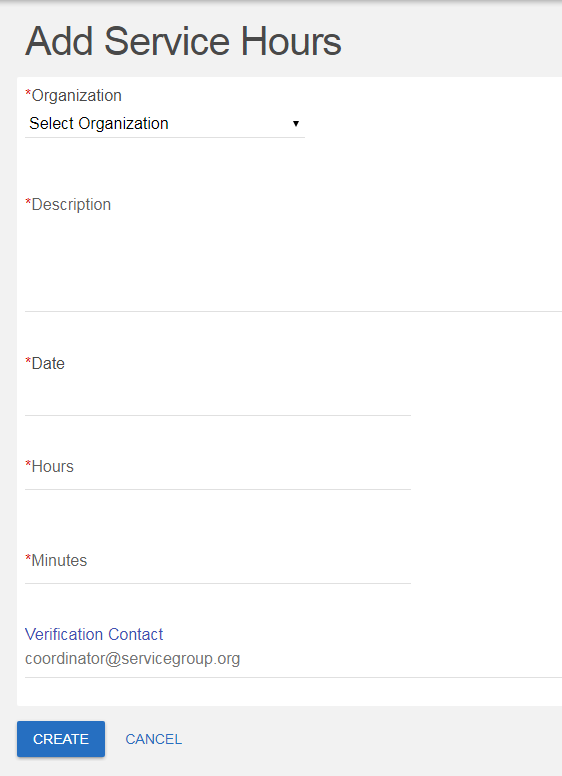 Add Service Hours
*Organization
Select Organization
*Description
*Date
*Hours
*Minutes
Verification Contact
coordinator@servicegroup.org
CREATE CANCEL